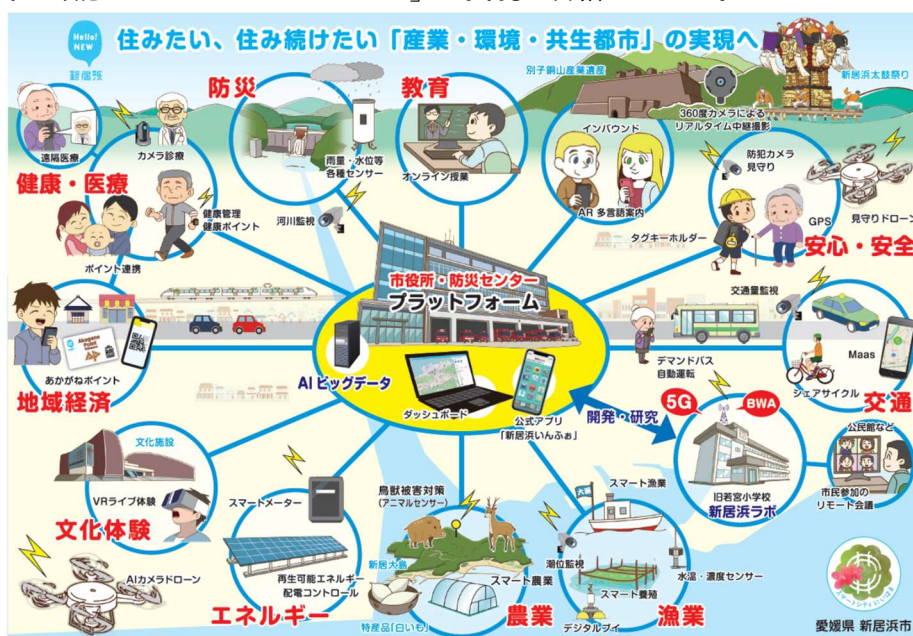 Hello!
NEW
新居浜
住みたい、住み続けたい「産業・環境・共生都市」の実現へ
防災
教育
別子銅山産業遺産
新居浜太鼓祭り
360度カメラによる
リアルタイム中継撮影
遠隔医療
カメラ診療
健康・医療
健康管理
健康ポイント
ポイント連携
雨量・水位等
各種センサー
河川監視
オンライン授業
インバウンド
AR 多言語案内
防犯カメラ
見守り
GPS
見守りドローン
タグキーホルダー
安心・安全
市役所・防災センター
プラットフォーム
AIビッグデータ
ダッシュボード
公式アプリ
「新居浜いんふぉ」
開発・研究
あかがねポイント
地域経済
交通量監視
デマンドバス
自動運転
Maas
シェアサイクル
交通
5G
BWA
旧若宮小学校
新居浜ラボ
公民館など
市民参加の
リモート会議
文化施設
VRライブ体験
文化体験
AIカメラドローン
スマートメーター
再生可能エネルギー
配電コントロール
エネルギー
鳥獣被害対策
(アニマルセンサー)
新居大島
スマート農業
特産品「白いも」
農業
スマート漁業
潮位監視
水温・濃度センサー
スマート養殖
デジタルブイ
漁業
愛媛県 新居浜市